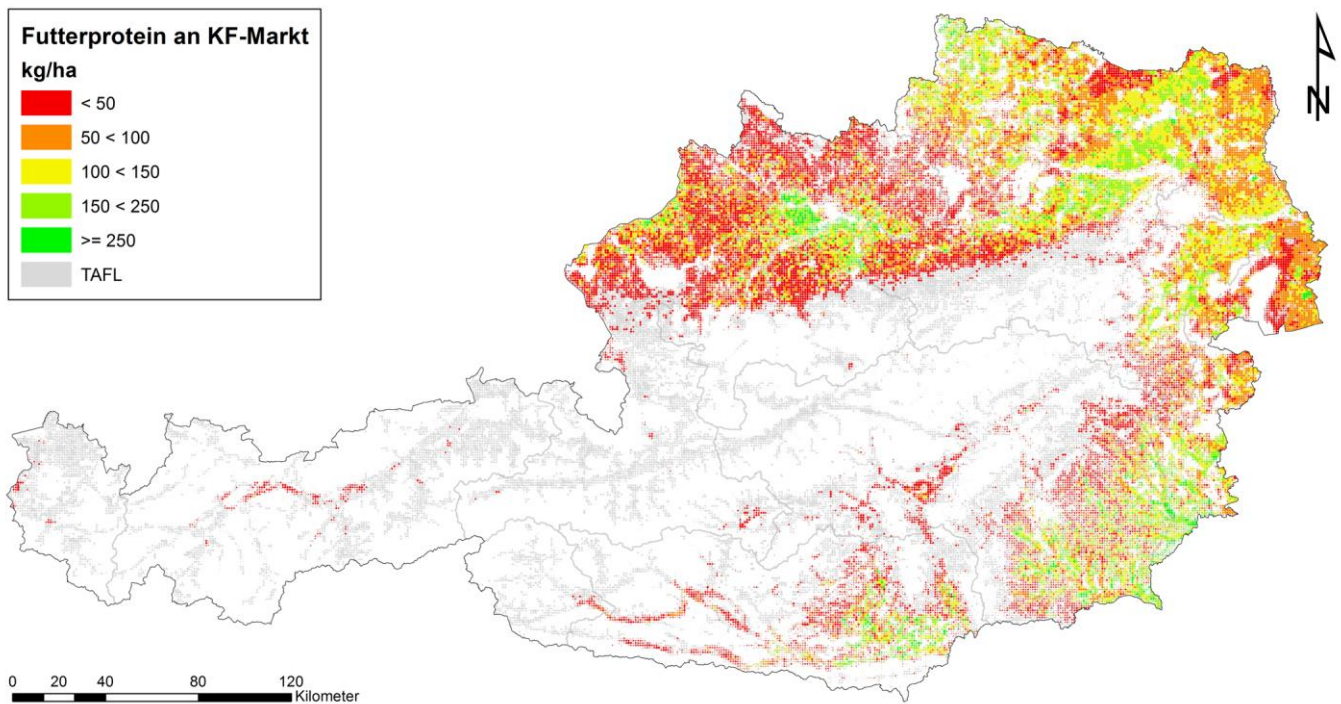 Futterprotein an KF-Markt
kg/ha
< 50
50 < 100
100 < 150
150 < 250
>= 250
TAFL
N
0 20 40 80 120
Kilometer